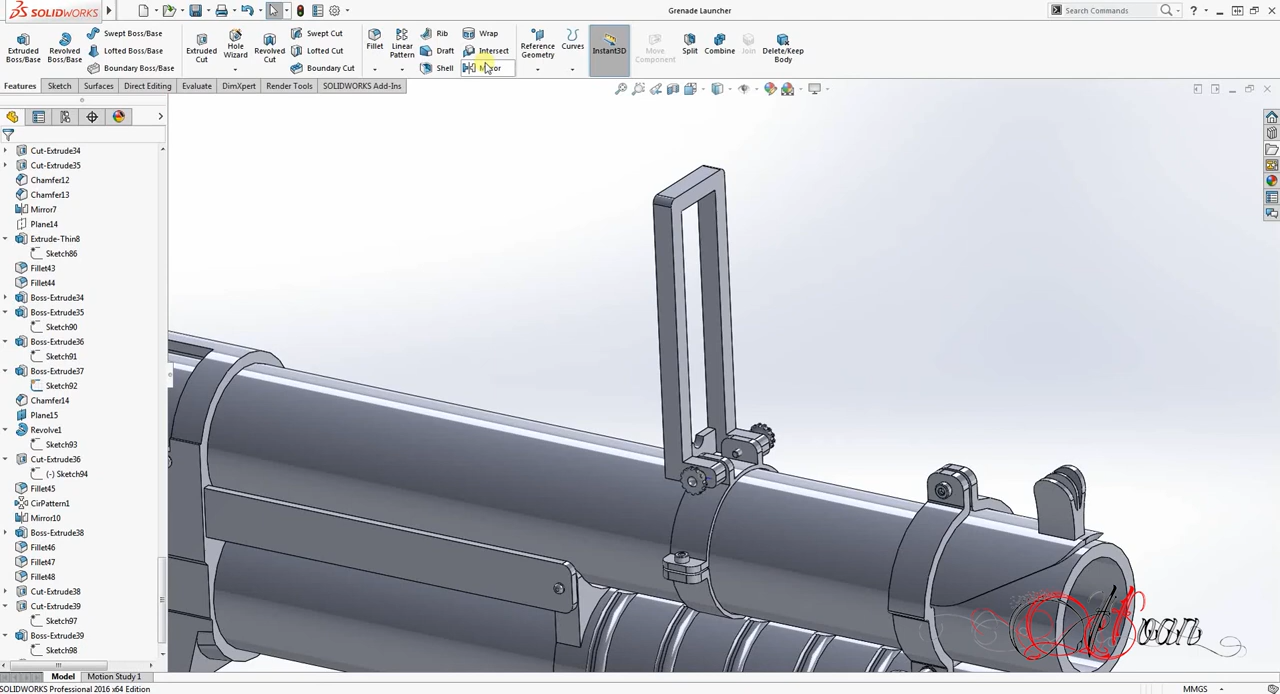 SOLIDWORKS
Grenade Launcher
Search Commands
Extruded Boss/Base
Revolved Boss/Base
Swept Boss/Base
Lofted Boss/Base
Boundary Boss/Base
Extruded Cut
Hole Wizard
Revolved Cut
Swept Cut
Lofted Cut
Boundary Cut
Fillet
Linear Pattern
Rib
Draft
Shell
Wrap
Intersect
Mirror
Reference Geometry
Curves
Instant3D
Move Component
Split
Combine
Join
Delete/Keep Body
Features
Sketch
Surfaces
Direct Editing
Evaluate
DimXpert
Render Tools
SOLIDWORKS Add-Ins
Cut-Extrude34
Cut-Extrude35
Chamfer12
Chamfer13
Mirror7
Plane14
Extrude-Thin8
Sketch86
Fillet43
Fillet44
Boss-Extrude34
Boss-Extrude35
Sketch90
Boss-Extrude36
Sketch91
Boss-Extrude37
Sketch92
Chamfer14
Plane15
Revolve1
Sketch93
Cut-Extrude36
(-) Sketch94
Fillet45
CirPattern1
Mirror10
Boss-Extrude38
Fillet46
Fillet47
Fillet48
Cut-Extrude38
Cut-Extrude39
Sketch97
Boss-Extrude39
Sketch98
Model
Motion Study 1
SOLIDWORKS Professional 2016 x64 Edition
MMGS